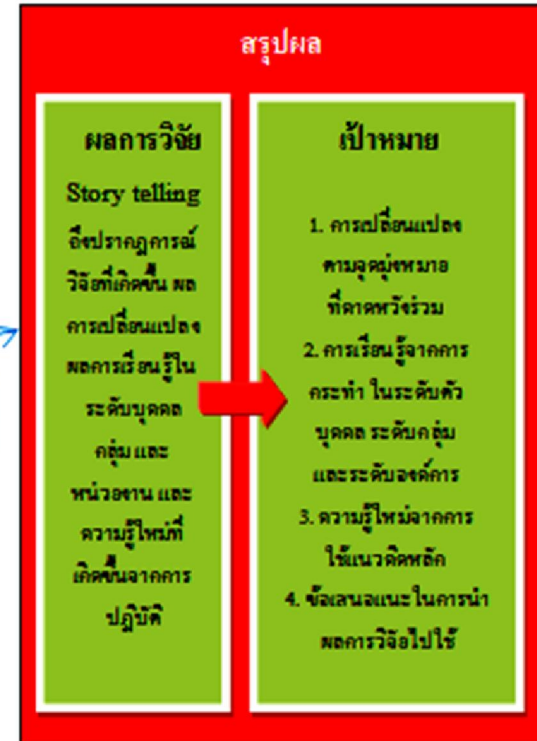 สรุปผล
ผลการวิจัย
Story telling
ถึงปรากฎการณ์
วิจัยที่เกิดขึ้น ผล
การเปลี่ยนแปลง
ผลการเรียนรู้ใน
ระดับบุคคล
กลุ่ม และ
หน่วยงาน และ
ความรู้ใหม่ที่
เกิดขึ้นจากการ
ปฎิบัติ
เป้าหมาย
1. การเปลี่ยนแปลง
ตามจุดมุ่งหมาย
ที่คาดหวังร่วม
2. การเรียนรู้จากการ
กระทำ ในระดับตัว
บุคคล ระดับกลุ่ม
และระดับองค์การ
3. ความรู้ใหม่จากการ
ใช้แนวคิดหลัก
4. ข้อเสนอแนะในการนำ
ผลการวิจัยไปใช้